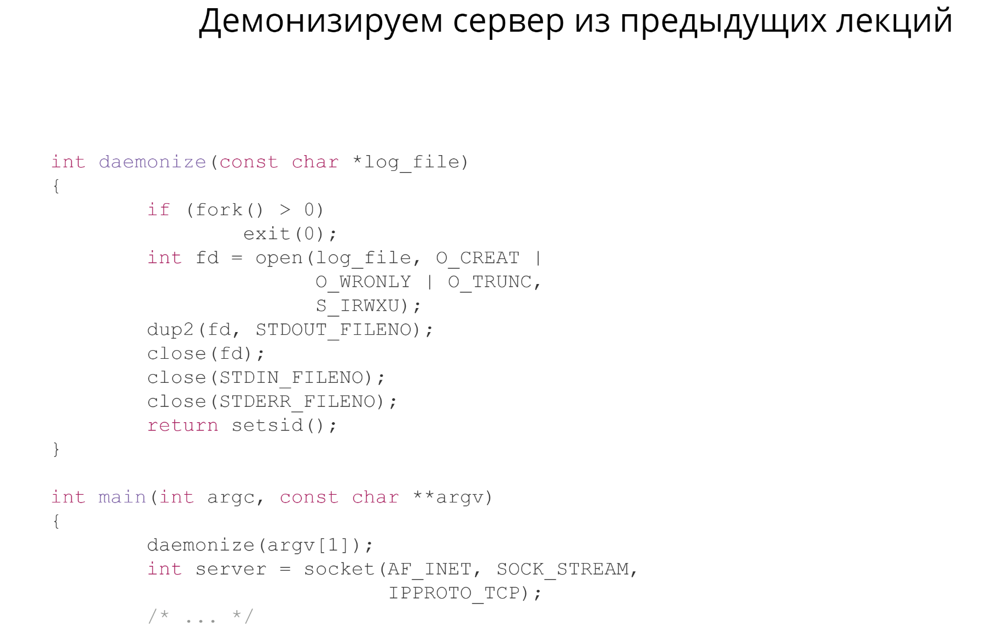 Демонизируем сервер из предыдущих лекций
int daemonize(const char *log_file)
{
        if (fork() > 0)
                exit(0);
        int fd = open(log_file, O_CREAT |
                      O_WRONLY | O_TRUNC,
                      S_IRWXU);
        dup2(fd, STDOUT_FILENO);
        close(fd);
        close(STDIN_FILENO);
        close(STDERR_FILENO);
        return setsid();
}
int main(int argc, const char **argv)
{
        daemonize(argv[1]);
        int server = socket(AF_INET, SOCK_STREAM,
                            IPPROTO_TCP);
        /* ... */